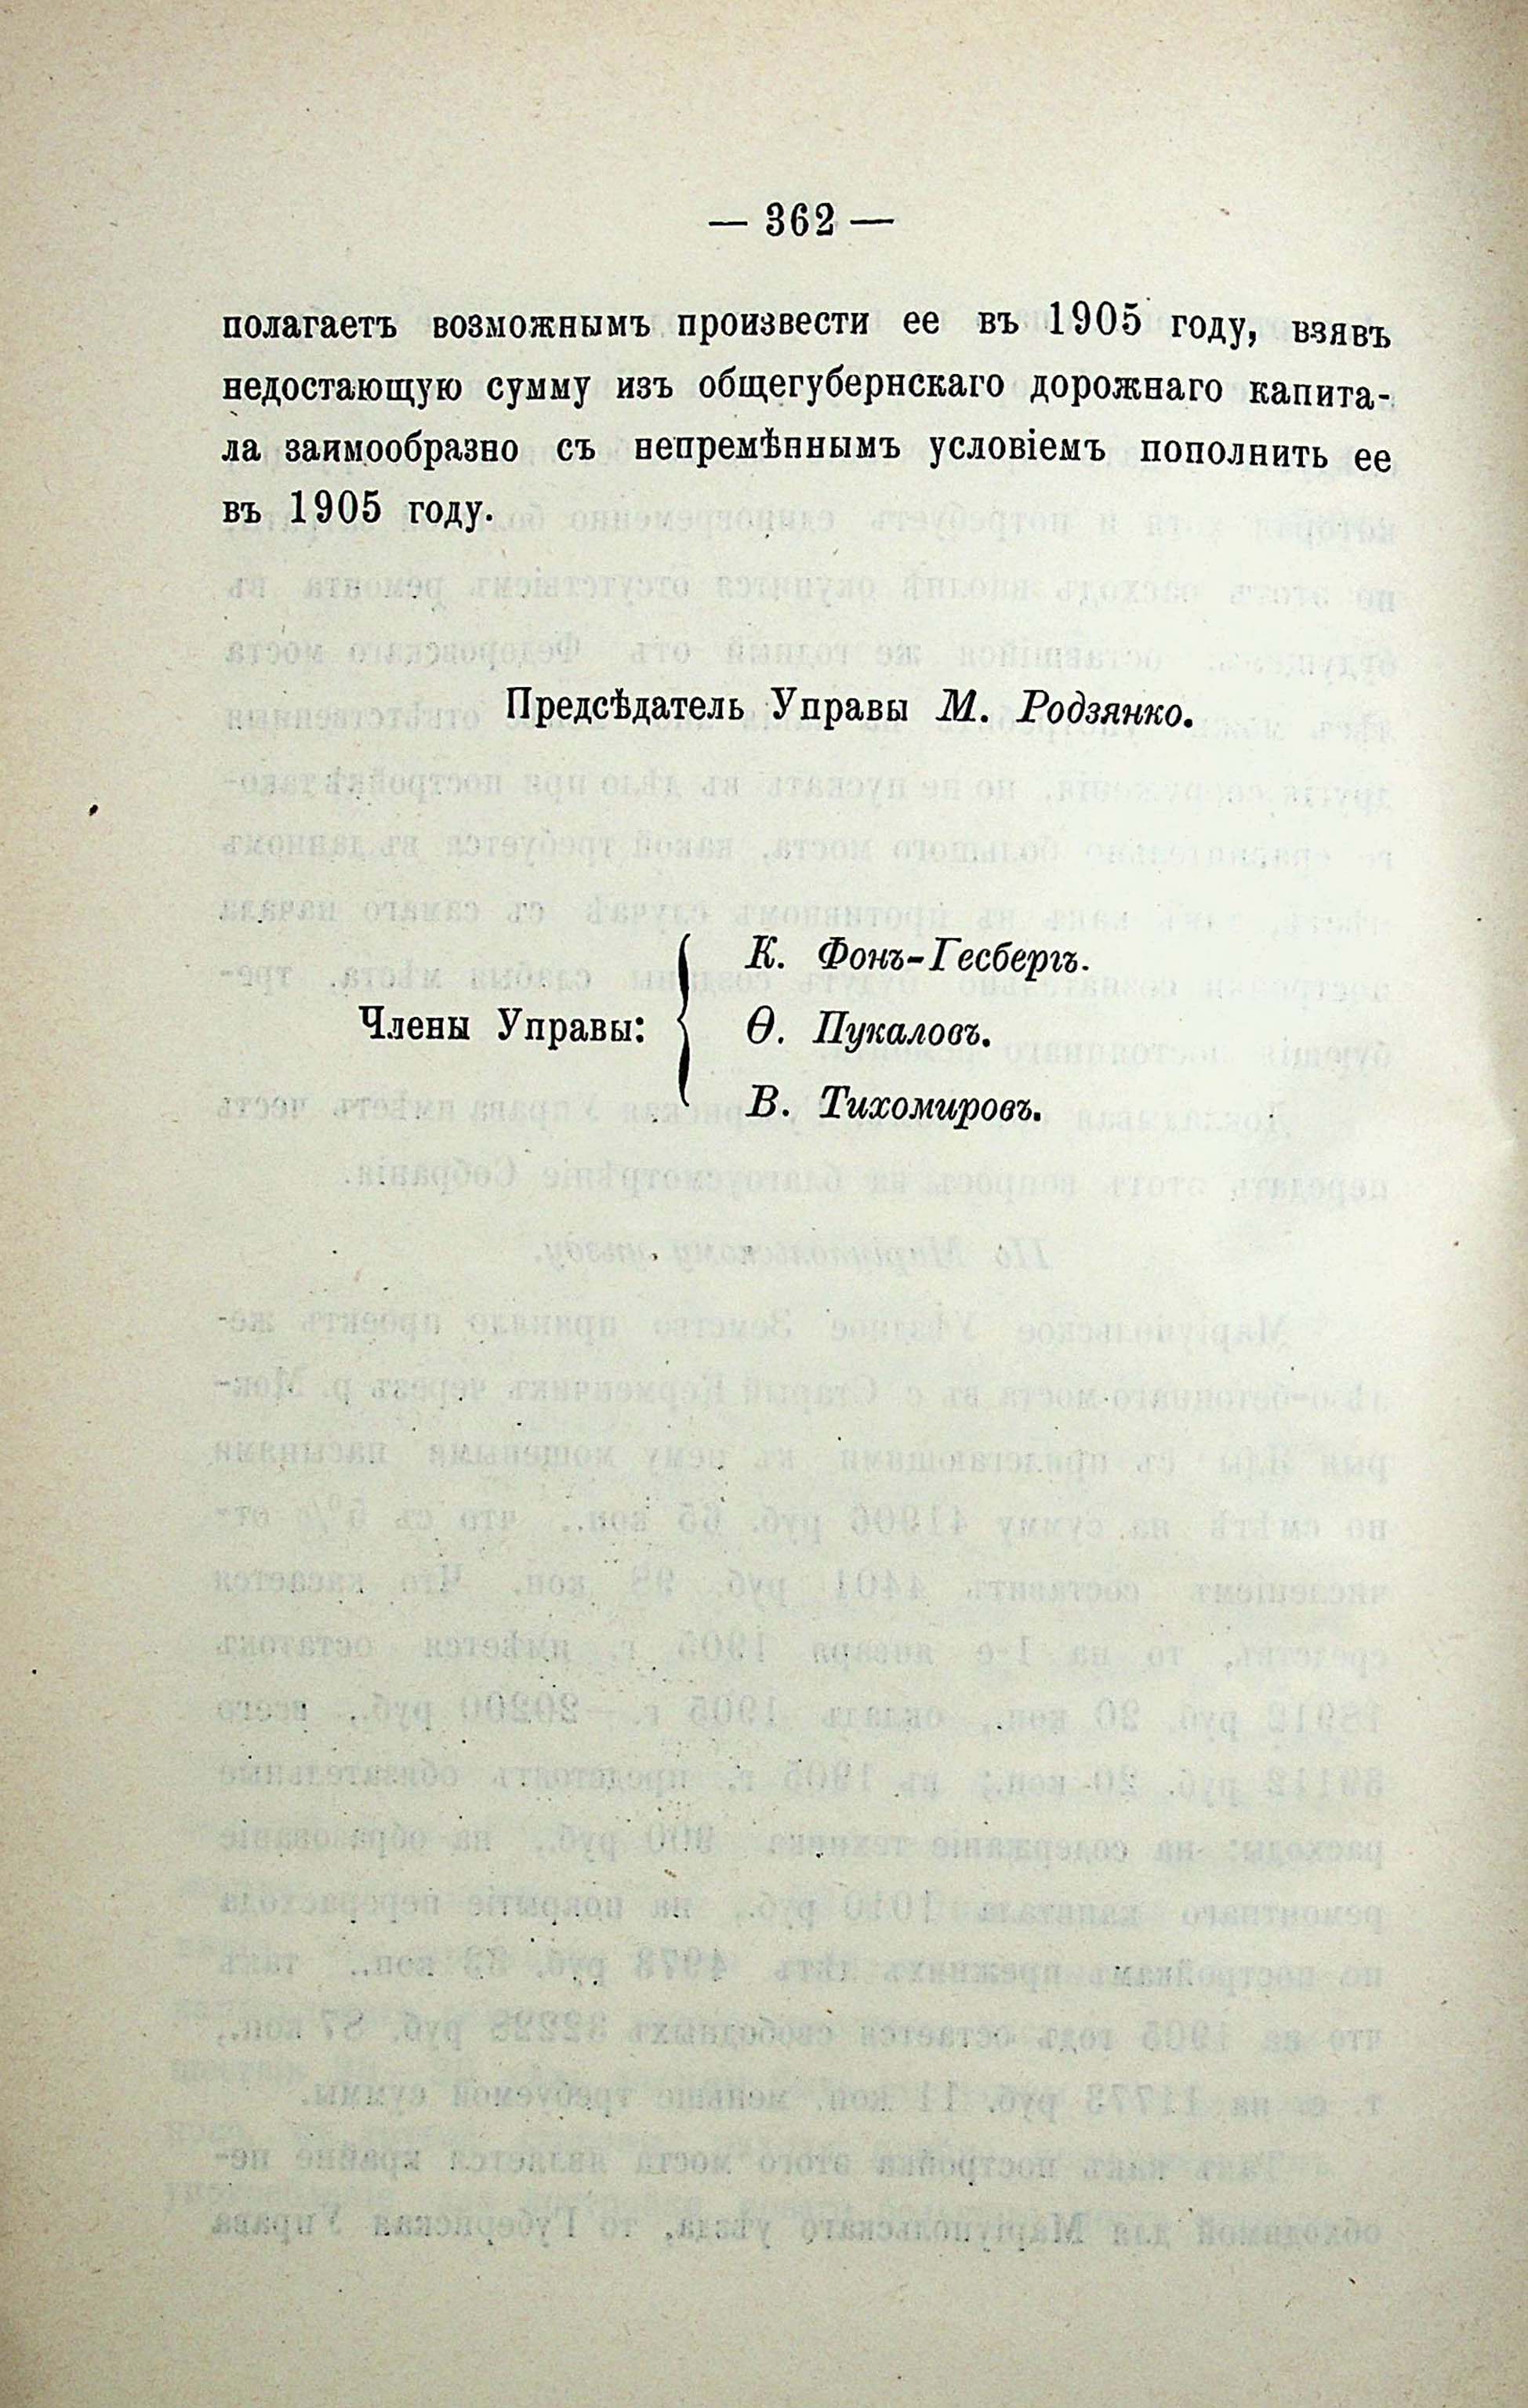 — 362 —
полагаетъ возможнымъ произвести ее въ 1905 году, взявъ
недостающую сумму изъ общегубернскаго дорожнаго капита-
ла заимообразно съ непремѣннымъ условіемъ пополнить ее
въ 1905 году.
Предсѣдатель Управы М. Родзянко.
Члены Управы:
К. Фонъ-Гесбергъ.
Ѳ. Пукаловъ.
В. Тихомировъ.